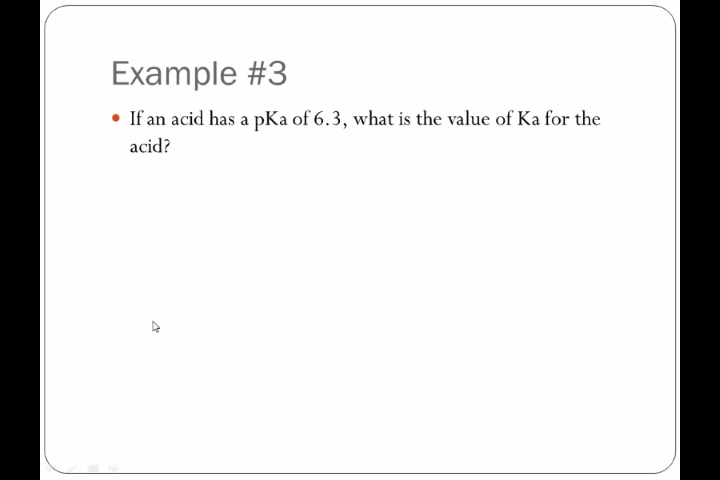 Example #3
If an acid has a pKa of 6.3, what is the value of Ka for the
acid?